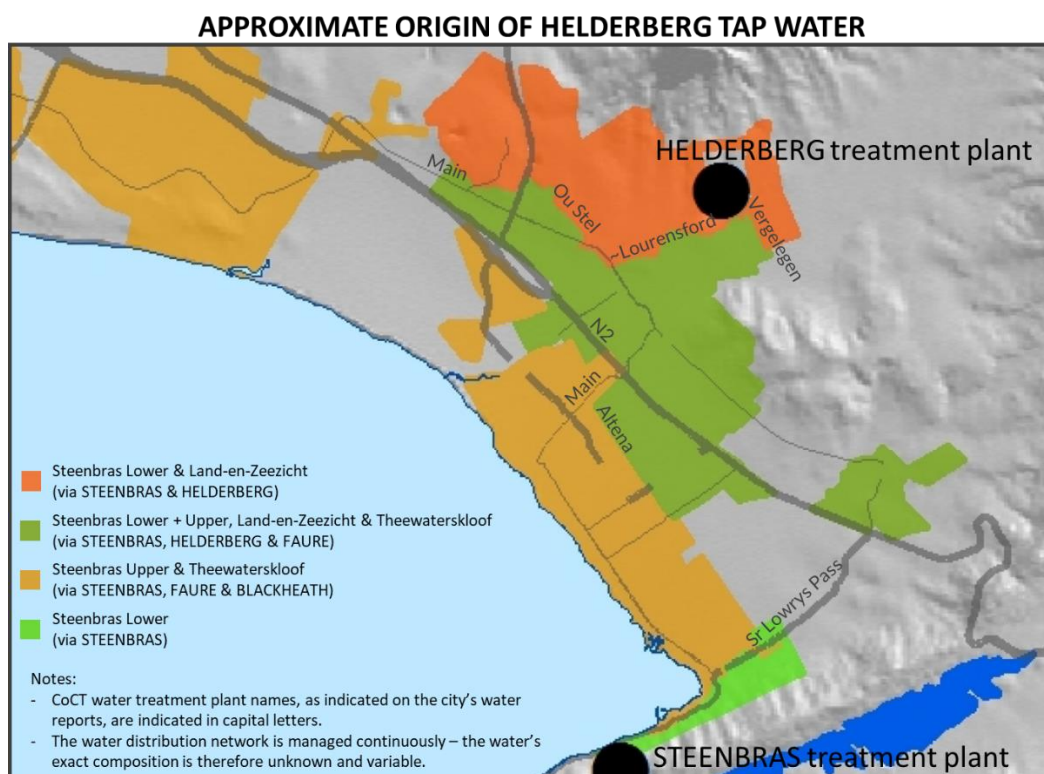 APPROXIMATE ORIGIN OF HELDERBERG TAP WATER
HELDERBERG treatment plant
Main
Ou Stel
~Lourensford
Vergelegen
N2
Main
Altena
Sr Lowrys Pass
Steenbras Lower & Land-en-Zeezicht
(via STEENBRAS & HELDERBERG)
Steenbras Lower + Upper, Land-en-Zeezicht & Theewaterskloof
(via STEENBRAS, HELDERBERG & FAURE)
Steenbras Upper & Theewaterskloof
(via STEENBRAS, FAURE & BLACKHEATH)
Steenbras Lower
(via STEENBRAS)
Notes:
- CoCT water treatment plant names, as indicated on the city's water
reports, are indicated in capital letters.
- The water distribution network is managed continuously – the water's
exact composition is therefore unknown and variable.
STEENBRAS treatment plant